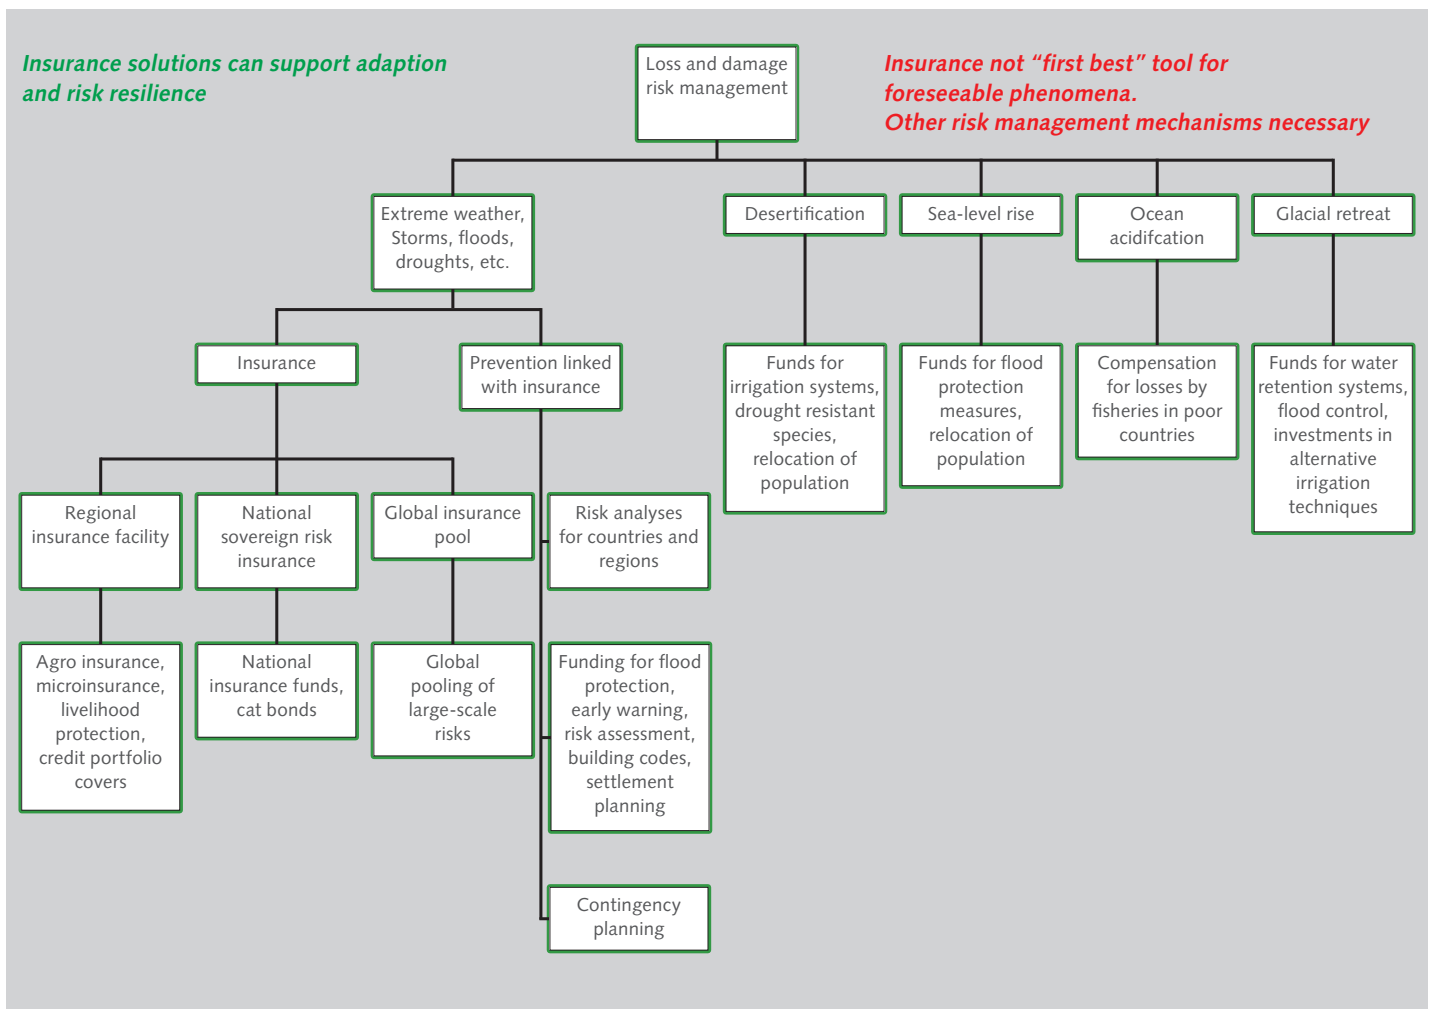 Insurance solutions can support adaption
and risk resilience
Loss and damage
risk management
Insurance not “first best” tool for
foreseeable phenomena.
Other risk management mechanisms necessary
Extreme weather,
Storms, floods,
droughts, etc.
Desertification
Sea-level rise
Ocean
acidifcation
Glacial retreat
Insurance
Prevention linked
with insurance
Funds for
irrigation systems,
drought resistant
species,
relocation of
population
Funds for flood
protection
measures,
relocation of
population
Compensation
for losses by
fisheries in poor
countries
Funds for water
retention systems,
flood control,
investments in
alternative
irrigation
techniques
Regional
insurance facility
National
sovereign risk
insurance
Global insurance
pool
Risk analyses
for countries and
regions
Agro insurance,
microinsurance,
livelihood
protection,
credit portfolio
covers
National
insurance funds,
cat bonds
Global
pooling of
large-scale
risks
Funding for flood
protection,
early warning,
risk assessment,
building codes,
settlement
planning
Contingency
planning